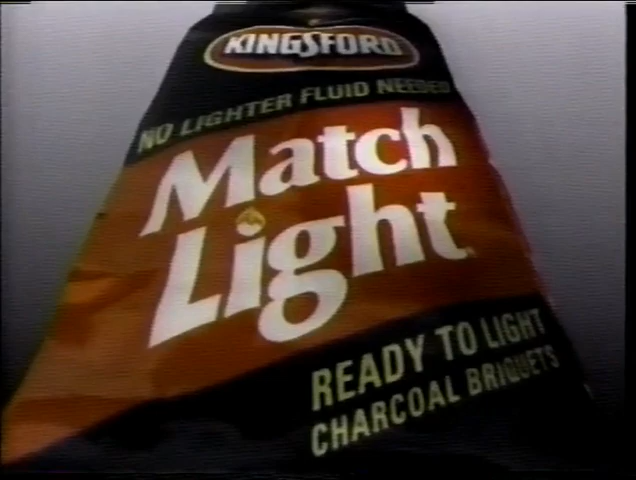 KINGSFORD
NO LIGHTER FLUID NEEDED
Match
Light
READY TO LIGHT
CHARCOAL BRIQUETS